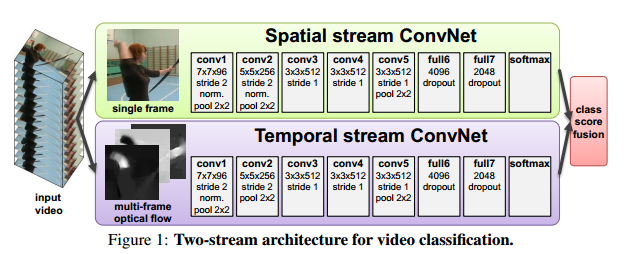 Spatial stream ConvNet
single frame
conv1
7x7x96
stride 2
norm.
pool 2x2
conv2
5x5x256
stride 2
norm.
pool 2x2
conv3
3x3x512
stride 1
conv4
3x3x512
stride 1
conv5
3x3x512
stride 1
pool 2x2
full6
4096
dropout
full7
2048
dropout
softmax
Temporal stream ConvNet
multi-frame
optical flow
conv1
7x7x96
stride 2
norm.
pool 2x2
conv2
5x5x256
stride 2
pool 2x2
conv3
3x3x512
stride 1
conv4
3x3x512
stride 1
conv5
3x3x512
stride 1
pool 2x2
full6
4096
dropout
full7
2048
dropout
softmax
input
video
class
score
fusion
Figure 1: Two-stream architecture for video classification.